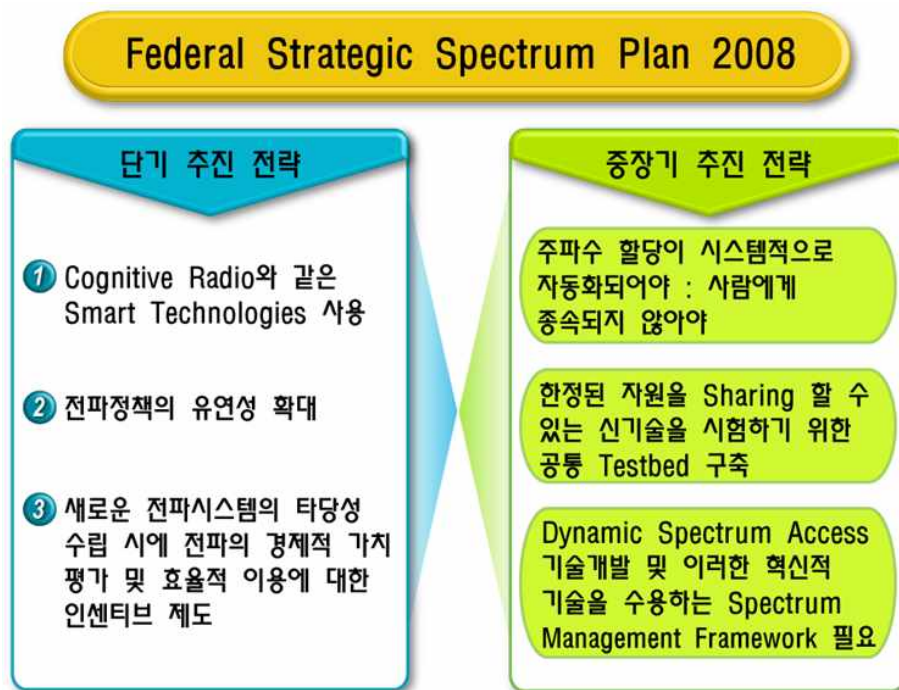 Federal Strategic Spectrum Plan 2008
단기 추진 전략
1 Cognitive Radio와 같은
Smart Technologies 사용
2 전파정책의 유연성 확대
3 새로운 전파시스템의 타당성
수립 시에 전파의 경제적 가치
평가 및 효율적 이용에 대한
인센티브 제도
중장기 추진 전략
주파수 할당이 시스템적으로
자동화되어야 : 사람에게
종속되지 않아야
한정된 자원을 Sharing 할 수
있는 신기술을 시험하기 위한
공통 Testbed 구축
Dynamic Spectrum Access
기술개발 및 이러한 혁신적
기술을 수용하는 Spectrum
Management Framework 필요